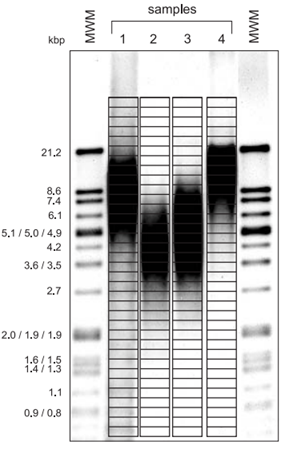 samples
kbp MWM 1 2 3 4 MWM
21.2
8.6
7.4
6.1
5.1 / 5.0 / 4.9
4.2
3.6 / 3.5
2.7
2.0 / 1.9 / 1.9
1.6 / 1.5
1.4 / 1.3
1.1
0.9 / 0.8